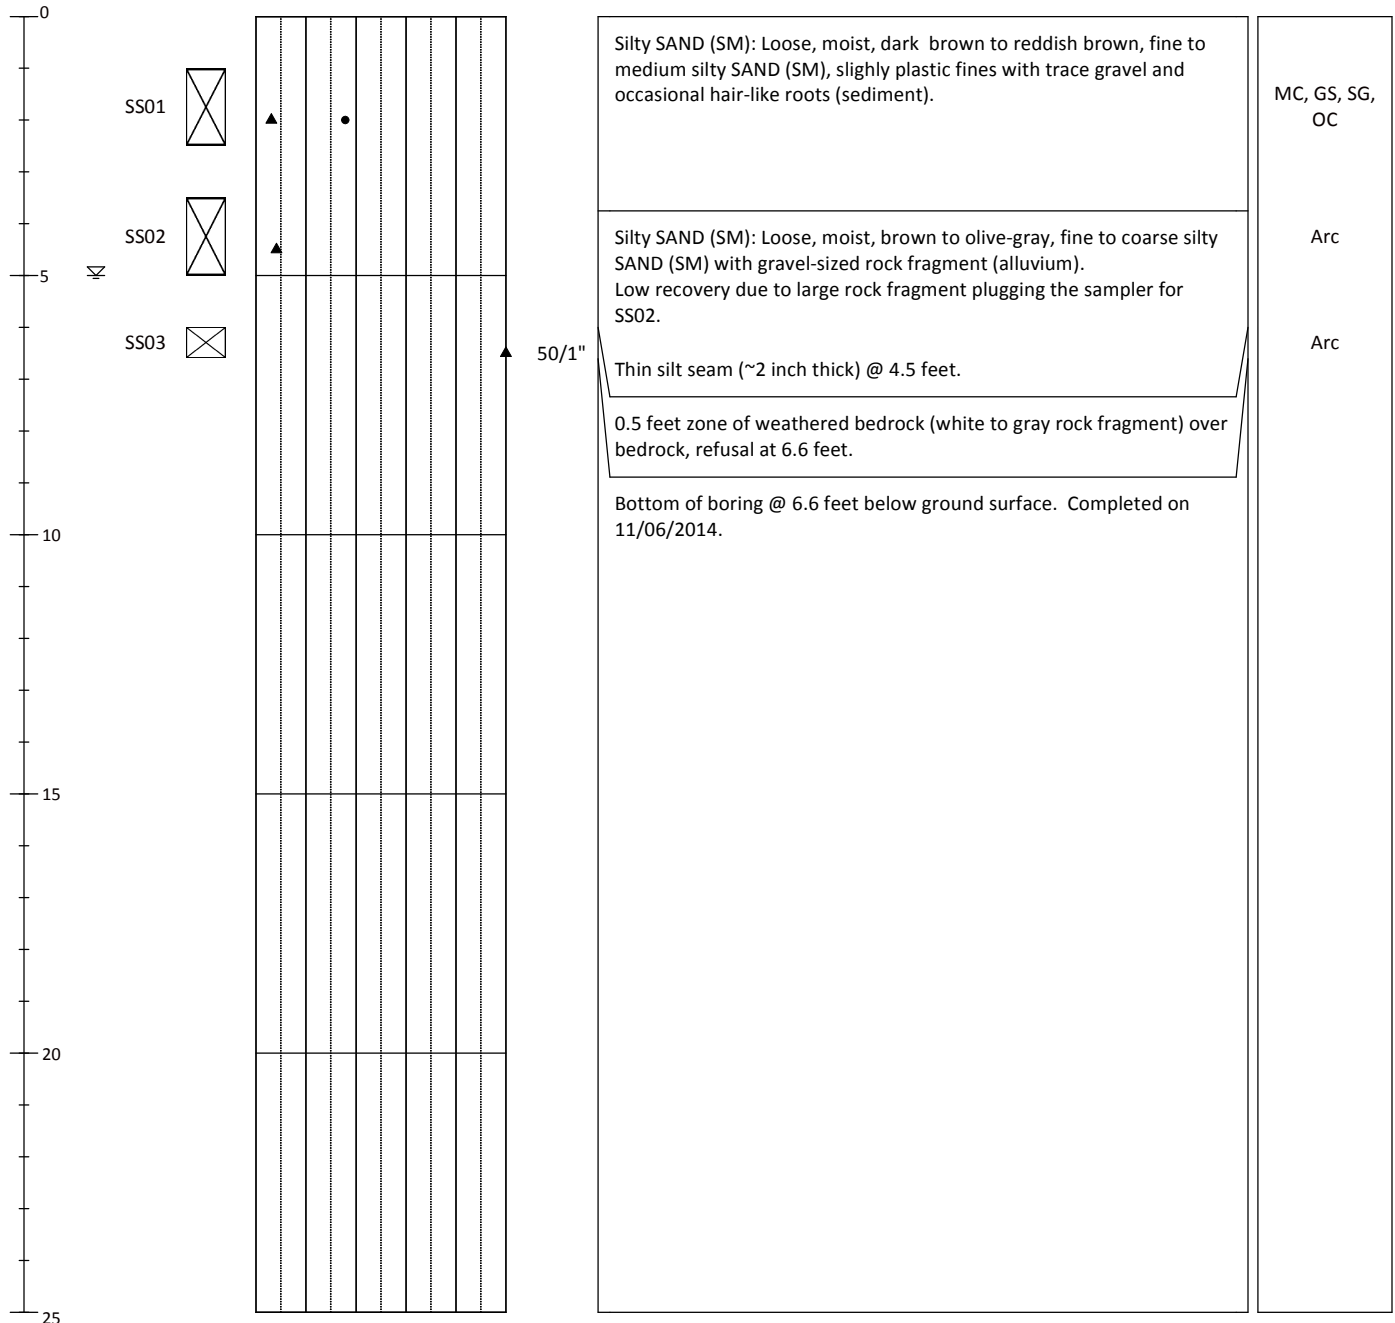 0
Silty SAND (SM): Loose, moist, dark  brown to reddish brown, fine to
medium silty SAND (SM), slighly plastic fines with trace gravel and
occasional hair-like roots (sediment).
SS01
MC, GS, SG,
OC
SS02
Silty SAND (SM): Loose, moist, brown to olive-gray, fine to coarse silty
SAND (SM) with gravel-sized rock fragment (alluvium).
Low recovery due to large rock fragment plugging the sampler for
SS02.
Arc
5
SS03
50/1"
Thin silt seam (~2 inch thick) @ 4.5 feet.
Arc
0.5 feet zone of weathered bedrock (white to gray rock fragment) over
bedrock, refusal at 6.6 feet.
Bottom of boring @ 6.6 feet below ground surface.  Completed on
11/06/2014.
10
15
20
25